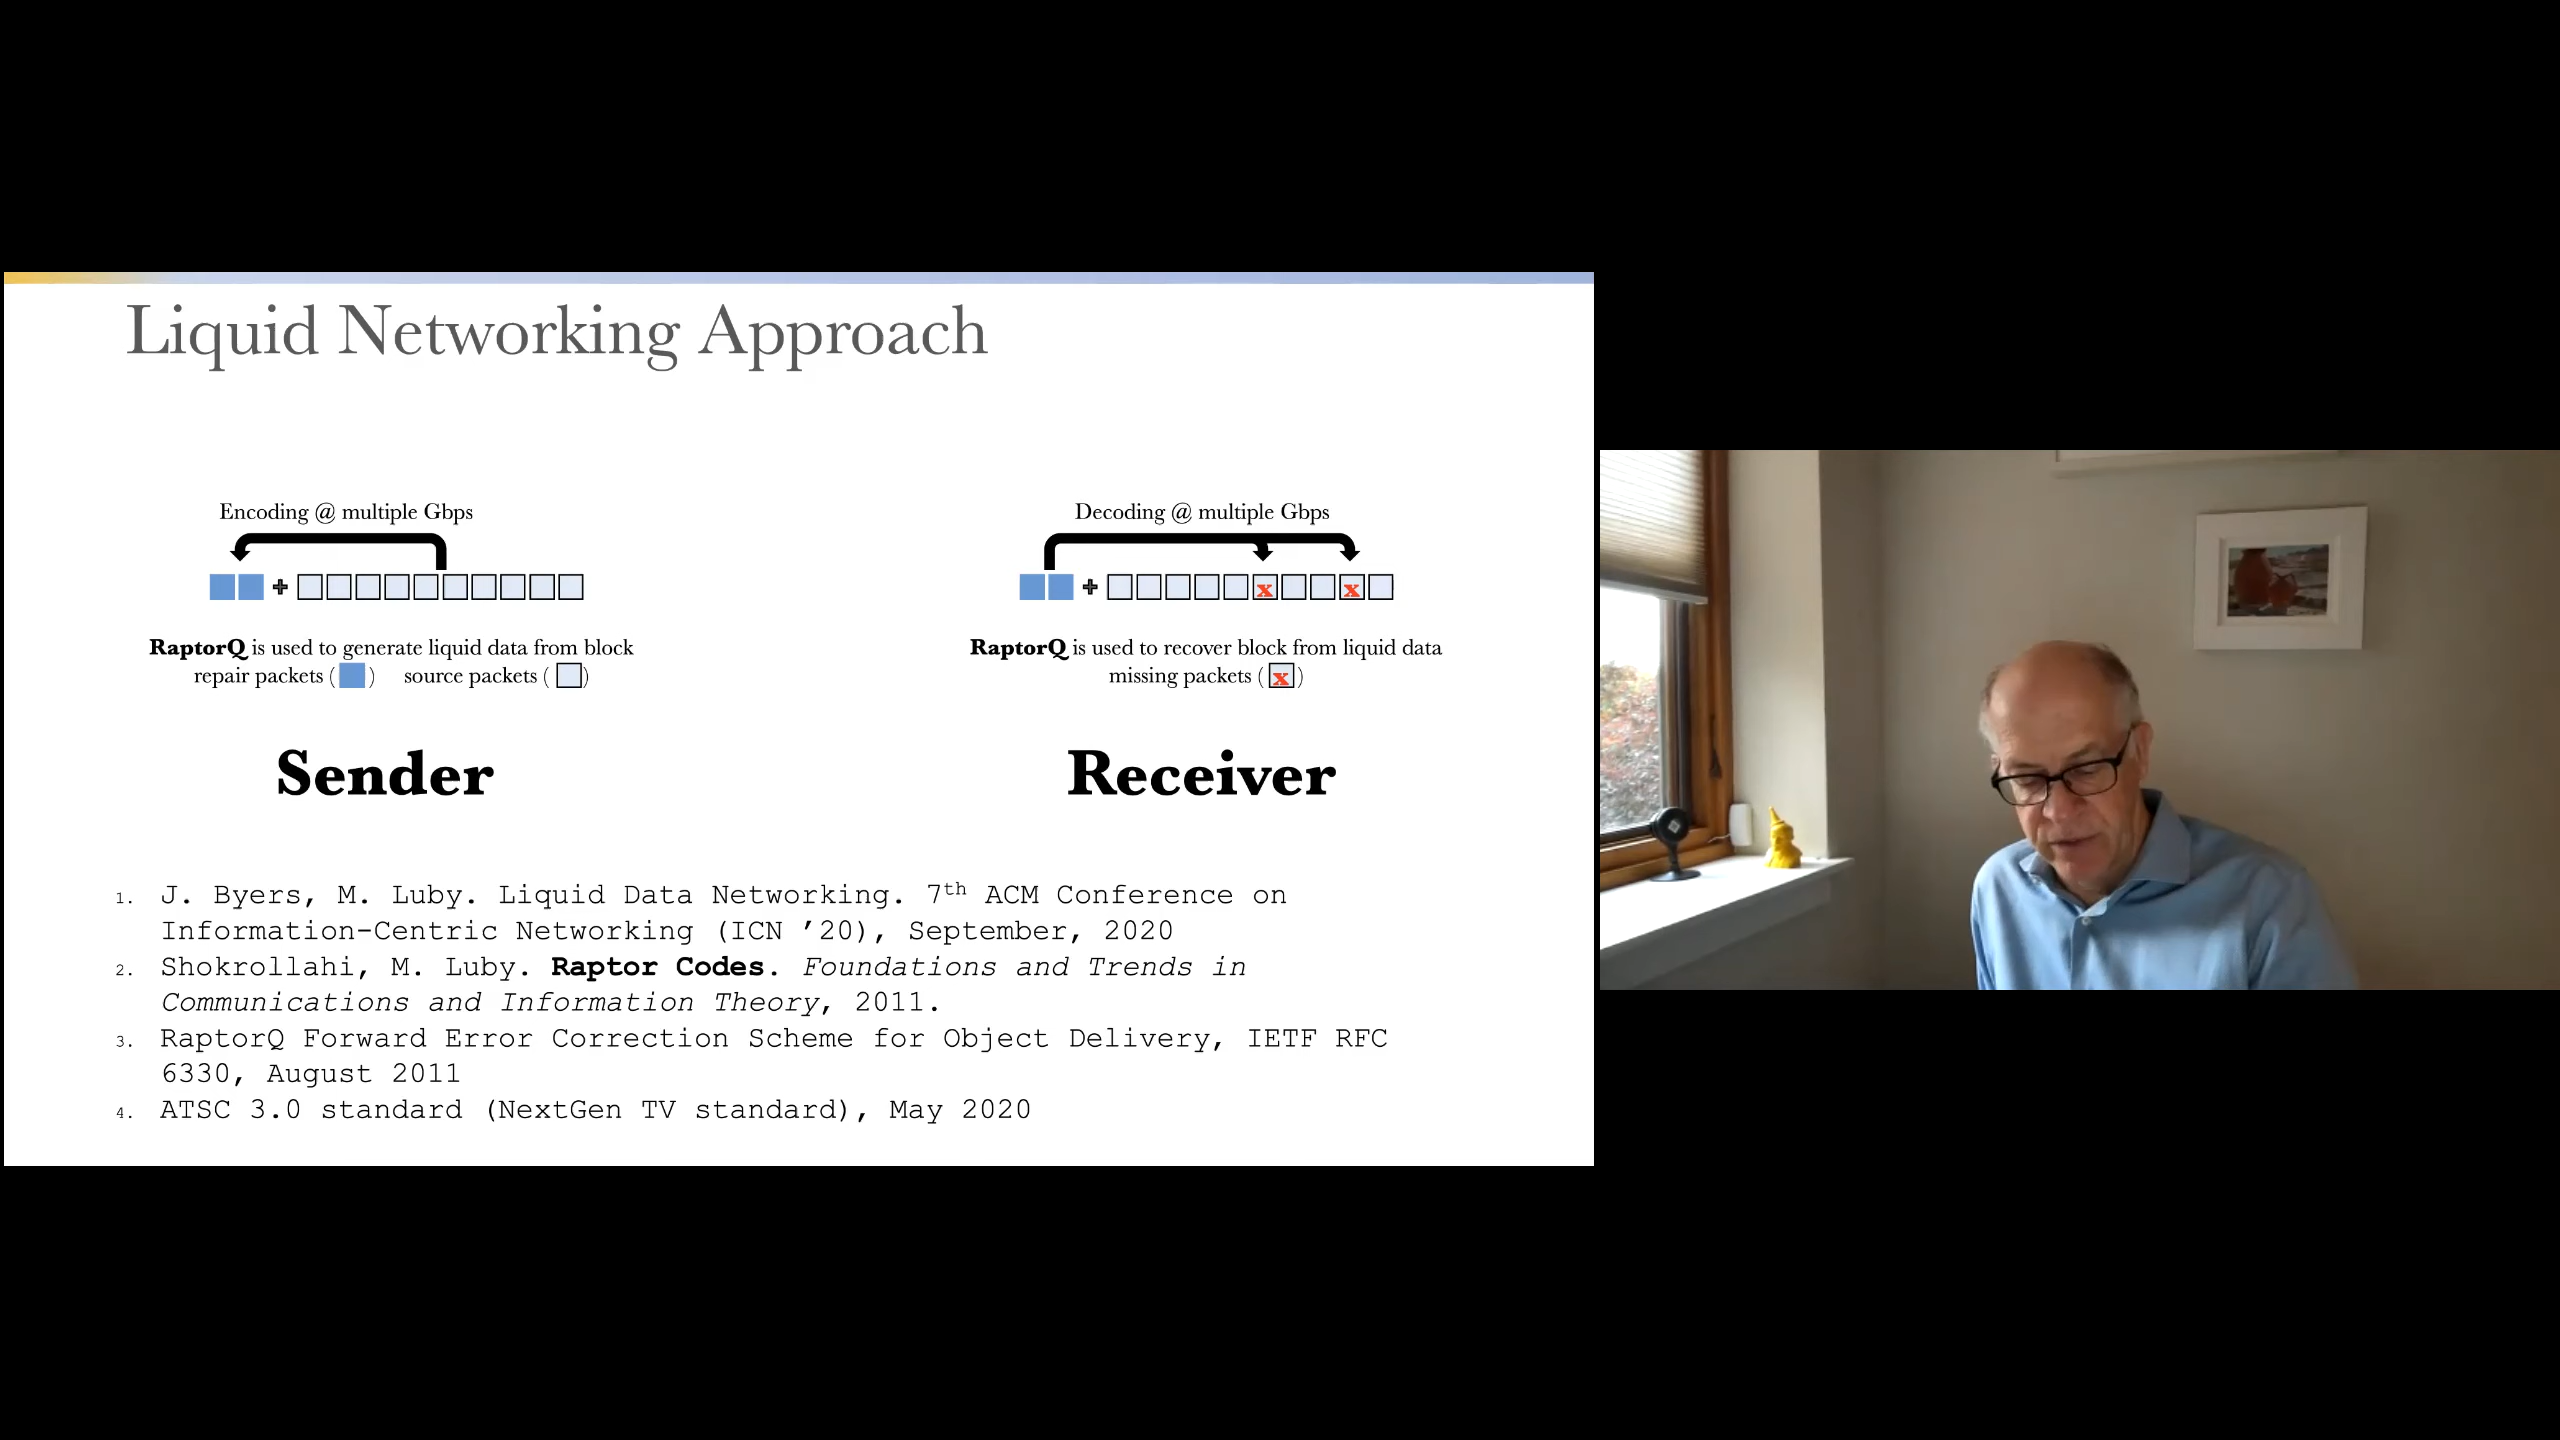 Liquid Networking Approach
Encoding @ multiple Gbps
RaptorQ is used to generate liquid data from block
repair packets ( ) source packets ( )
Sender
Decoding @ multiple Gbps
x x
RaptorQ is used to recover block from liquid data
missing packets ( x )
Receiver
1. J. Byers, M. Luby. Liquid Data Networking. 7th ACM Conference on
Information-Centric Networking (ICN ’20), September, 2020
2. Shokrollahi, M. Luby. Raptor Codes. Foundations and Trends in
Communications and Information Theory, 2011.
3. RaptorQ Forward Error Correction Scheme for Object Delivery, IETF RFC
6330, August 2011
4. ATSC 3.0 standard (NextGen TV standard), May 2020